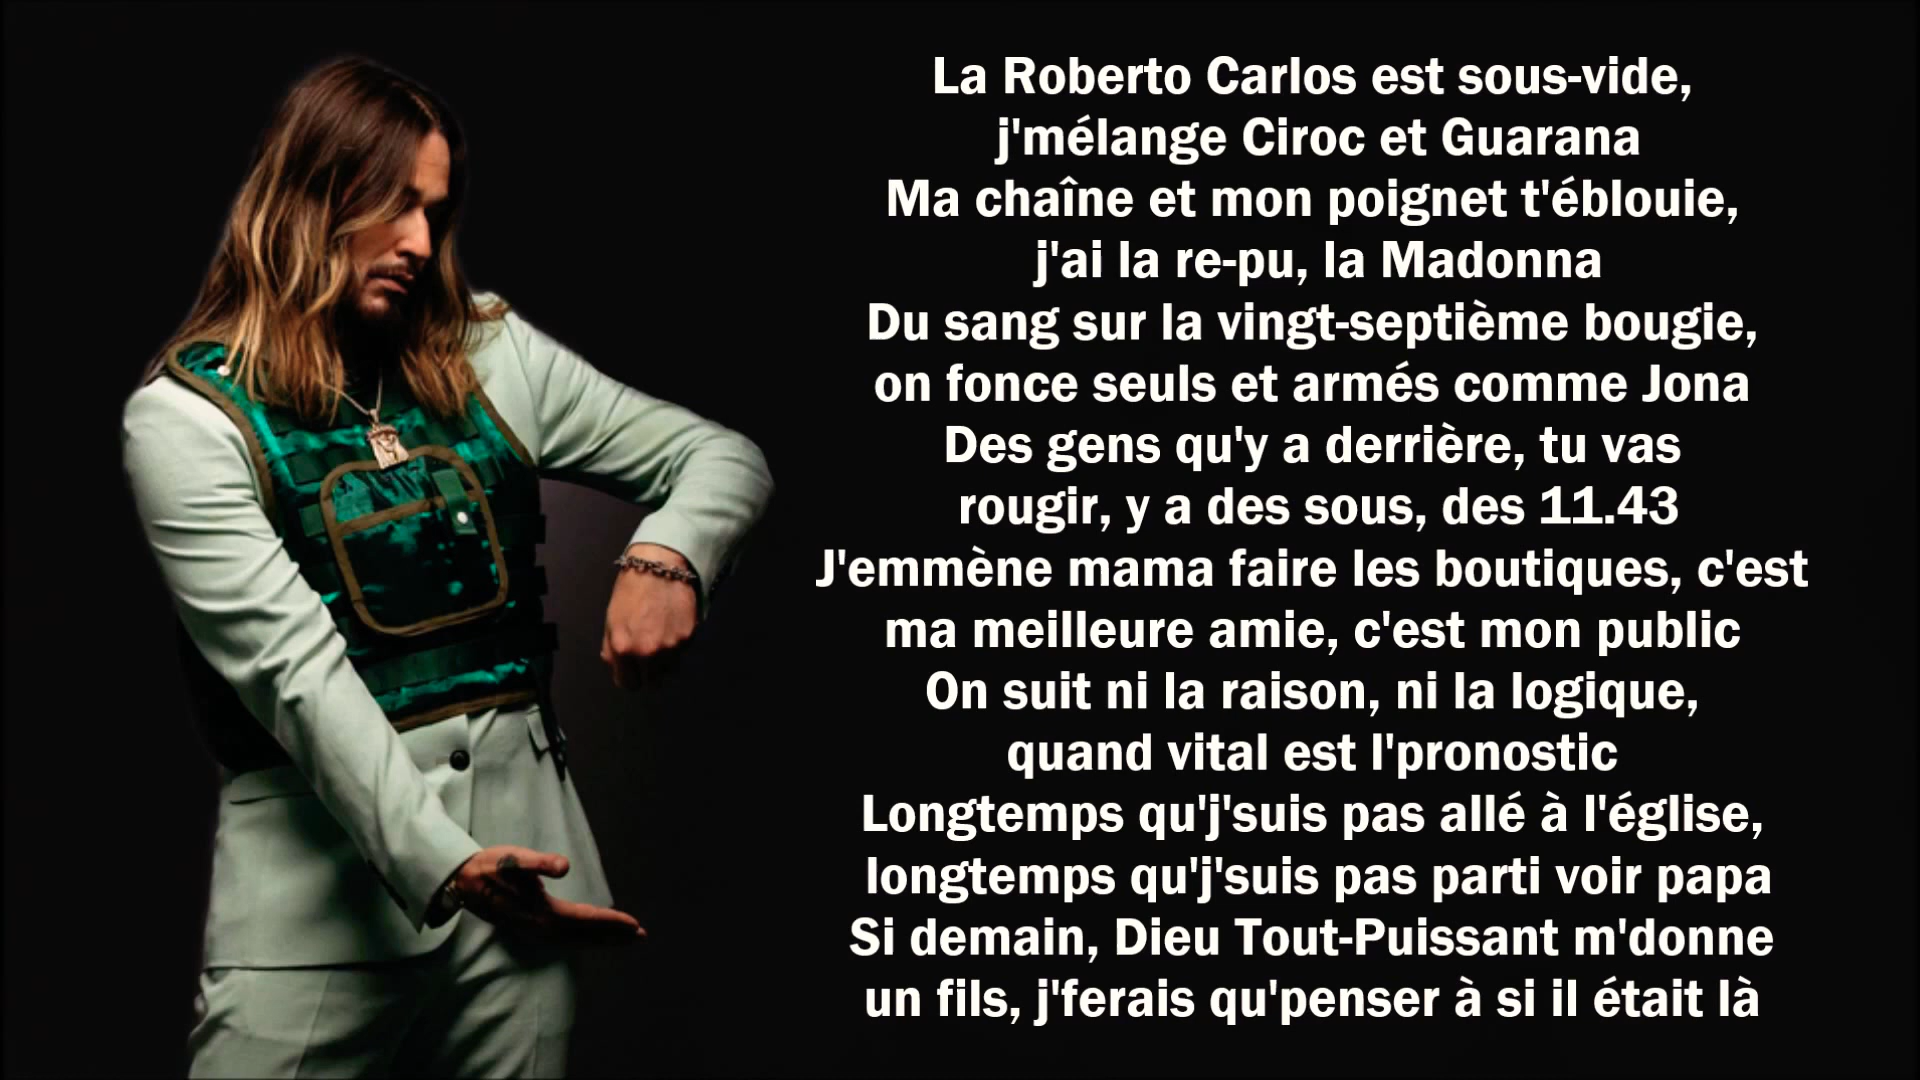 La Roberto Carlos est sous-vide,
j'mélange Ciroc et Guarana
Ma chaîne et mon poignet t'éblouie,
j'ai la re-pu, la Madonna
Du sang sur la vingt-septième bougie,
on fonce seuls et armés comme Jona
Des gens qu'y a derrière, tu vas
rougir, y a des sous, des 11.43
J'emmène mama faire les boutiques, c'est
ma meilleure amie, c'est mon public
On suit ni la raison, ni la logique,
quand vital est l'pronostic
Longtemps qu'j'suis pas allé à l'église,
longtemps qu'j'suis pas parti voir papa
Si demain, Dieu Tout-Puissant m'donne
un fils, j'ferais qu'penser à si il était là